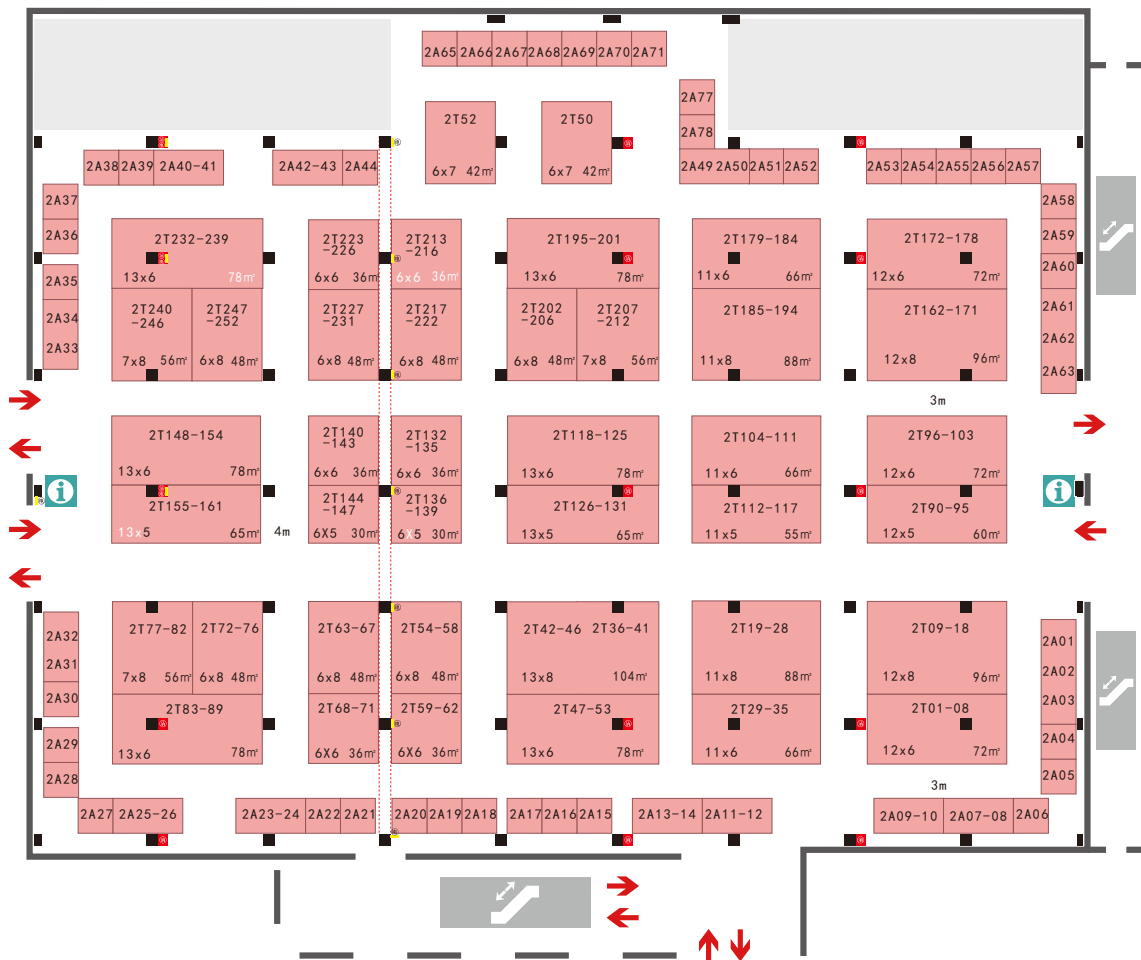 2A65 2A66 2A67 2A68 2A69 2A70 2A71
2A77
2A78
2T52
6x7 42㎡
2T50
6x7 42㎡
2A38 2A39 2A40-41
2A42-43 2A44
2A49 2A50 2A51 2A52
2A53 2A54 2A55 2A56 2A57
2A37
2A36
2A35
2A34
2A33
2A58
2A59
2A60
2A61
2A62
2A63
2T232-239
13x6 78㎡
2T223
-226
6x6 36㎡
2T213
-216
6x6 36㎡
2T195-201
13x6 78㎡
2T179-184
11x6 66㎡
2T172-178
12x6 72㎡
2T240
-246
7x8 56㎡
2T247
-252
6x8 48㎡
2T227
-231
6x8 48㎡
2T217
-222
6x8 48㎡
2T202
-206
6x8 48㎡
2T207
-212
7x8 56㎡
2T185-194
11x8 88㎡
2T162-171
12x8 96㎡
3m
2T148-154
13x6 78㎡
2T140
-143
6x6 36㎡
2T132
-135
6x6 36㎡
2T118-125
13x6 78㎡
2T104-111
11x6 66㎡
2T96-103
12x6 72㎡
i
2T155-161
13x5 65㎡
4m
2T144
-147
6X5 30㎡
2T136
-139
6X5 30㎡
2T126-131
13x5 65㎡
2T112-117
11x5 55㎡
2T90-95
12x5 60㎡
i
2A32
2A31
2A30
2A29
2A28
2T77-82
7x8 56㎡
2T72-76
6x8 48㎡
2T63-67
6x8 48㎡
2T54-58
6x8 48㎡
2T42-46 2T36-41
13x8 104㎡
2T19-28
11x8 88㎡
2T09-18
12x8 96㎡
2A01
2A02
2A03
2A04
2A05
2T83-89
13x6 78㎡
2T68-71
6X6 36㎡
2T59-62
6X6 36㎡
2T47-53
13x6 78㎡
2T29-35
11x6 66㎡
2T01-08
12x6 72㎡
3m
2A27 2A25-26
2A23-24 2A22 2A21
2A20 2A19 2A18
2A17 2A16 2A15
2A13-14 2A11-12
2A09-10 2A07-08 2A06